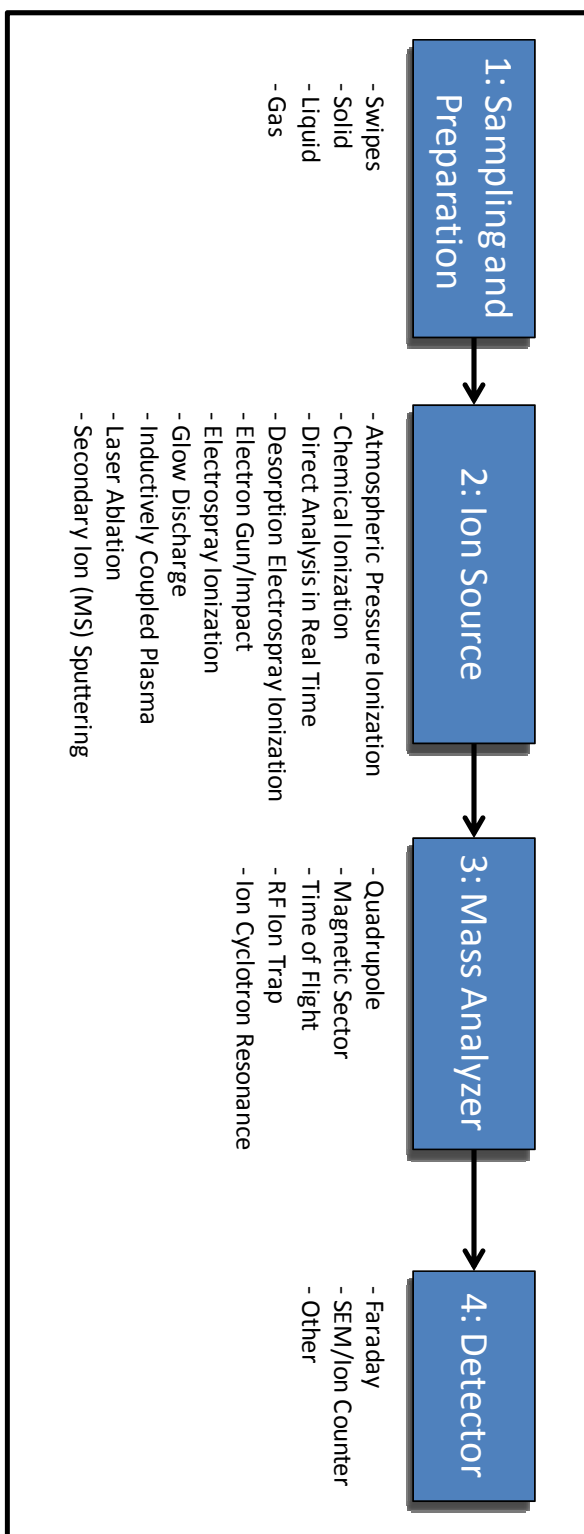 1: Sampling and
Preparation
- Swipes
- Solid
- Liquid
- Gas
2: Ion Source
- Atmospheric Pressure Ionization
- Chemical Ionization
- Direct Analysis in Real Time
- Desorption Electrospray Ionization
- Electron Gun/Impact
- Electrospray Ionization
- Glow Discharge
- Inductively Coupled Plasma
- Laser Ablation
- Secondary Ion (MS) Sputtering
3: Mass Analyzer
- Quadrupole
- Magnetic Sector
- Time of Flight
- RF Ion Trap
- Ion Cyclotron Resonance
4: Detector
- Faraday
- SEM/Ion Counter
- Other